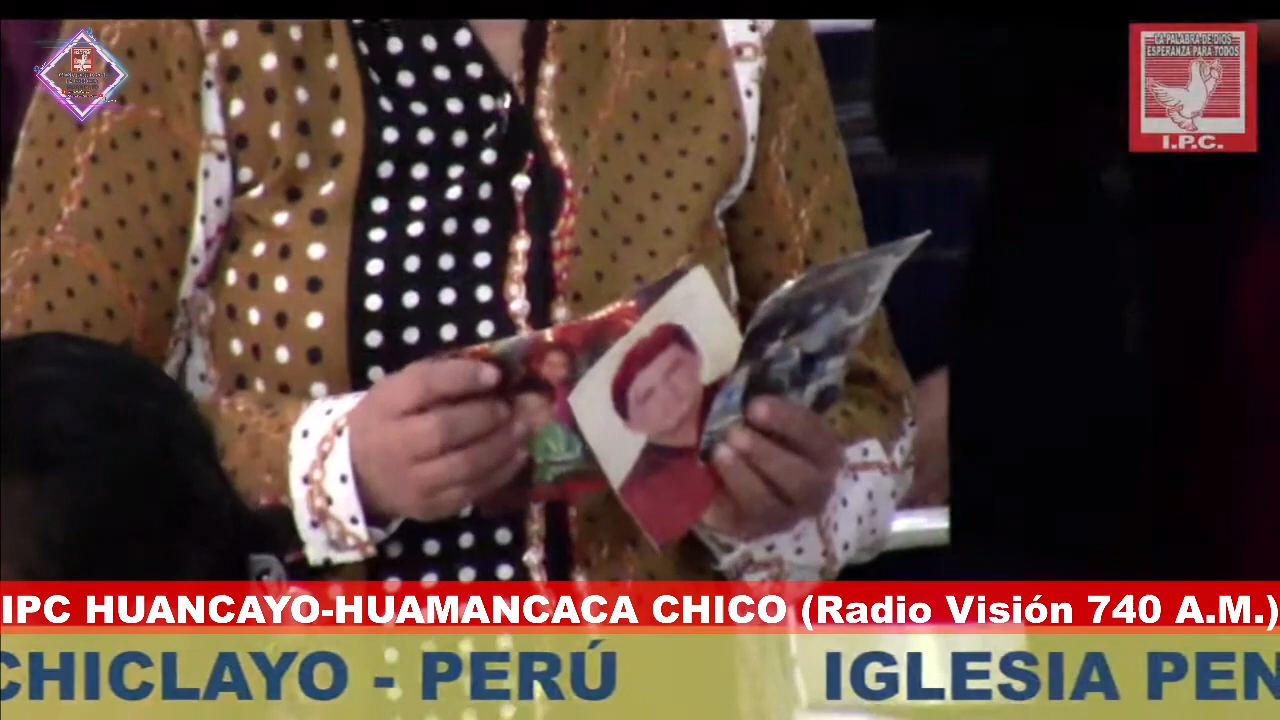 LA PALABRA DE DIOS
ESPERANZA PARA TODOS
I.P.C.
IPC HUANCAYO-HUAMANCACA CHICO (Radio Visión 740 A.M.)
CHICLAYO - PERÚ IGLESIA PEN